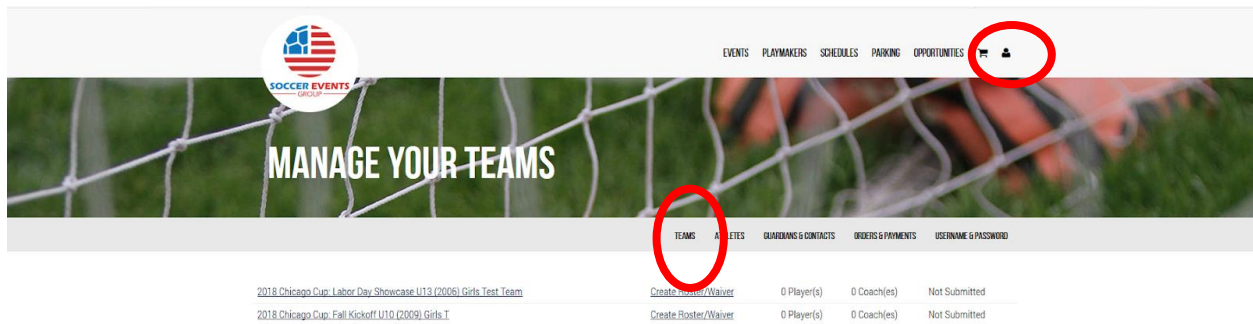 SOCCER EVENTS
GROUP
EVENTS PLAYMAKERS SCHEDULES PARKING OPPORTUNITIES
MANAGE YOUR TEAMS
TEAMS ATHLETES GUARDIANS & CONTACTS ORDERS & PAYMENTS USERNAME & PASSWORD
2018 Chicago Cup: Labor Day Showcase U13 (2006) Girls Test Team Create Roster/Waiver 0 Player(s) 0 Coach(es) Not Submitted
2018 Chicago Cup: Fall Kickoff U10 (2009) Girls T Create Roster/Waiver 0 Player(s) 0 Coach(es) Not Submitted